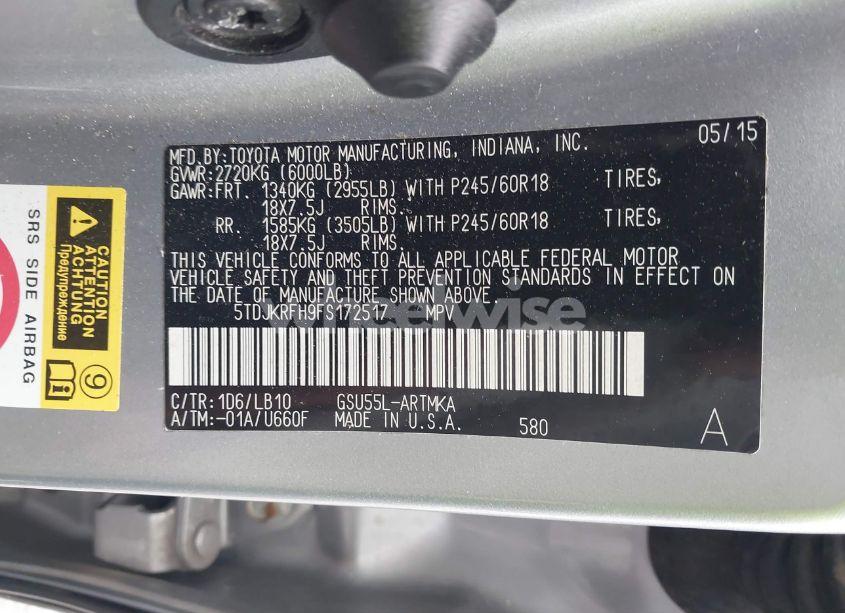 05/15
MFD.BY:TOYOTA MOTOR MANUFACTURING, INDIANA, INC.
GVWR:2720KG (6000LB)
GAWR:FRT. 1340KG (2955LB) WITH P245/60R18 TIRES,
18X7.5J RIMS.
RR. 1585KG (3505LB) WITH P245/60R18 TIRES,
18X7.5J RIMS.
THIS VEHICLE CONFORMS TO ALL APPLICABLE FEDERAL MOTOR
VEHICLE SAFETY AND THEFT PREVENTION STANDARDS IN EFFECT ON
THE DATE OF MANUFACTURE SHOWN ABOVE.
5TDJKRFH9FS172517 MPV
wheelwise
C/TR: 1D6/LB10 GSU55L-ARTMKA
A/TM:-01A/U660F MADE IN U.S.A. 580 A
SRS SIDE AIRBAG
CAUTION
ATTENTION
ACHTUNG
Предупреждение
9